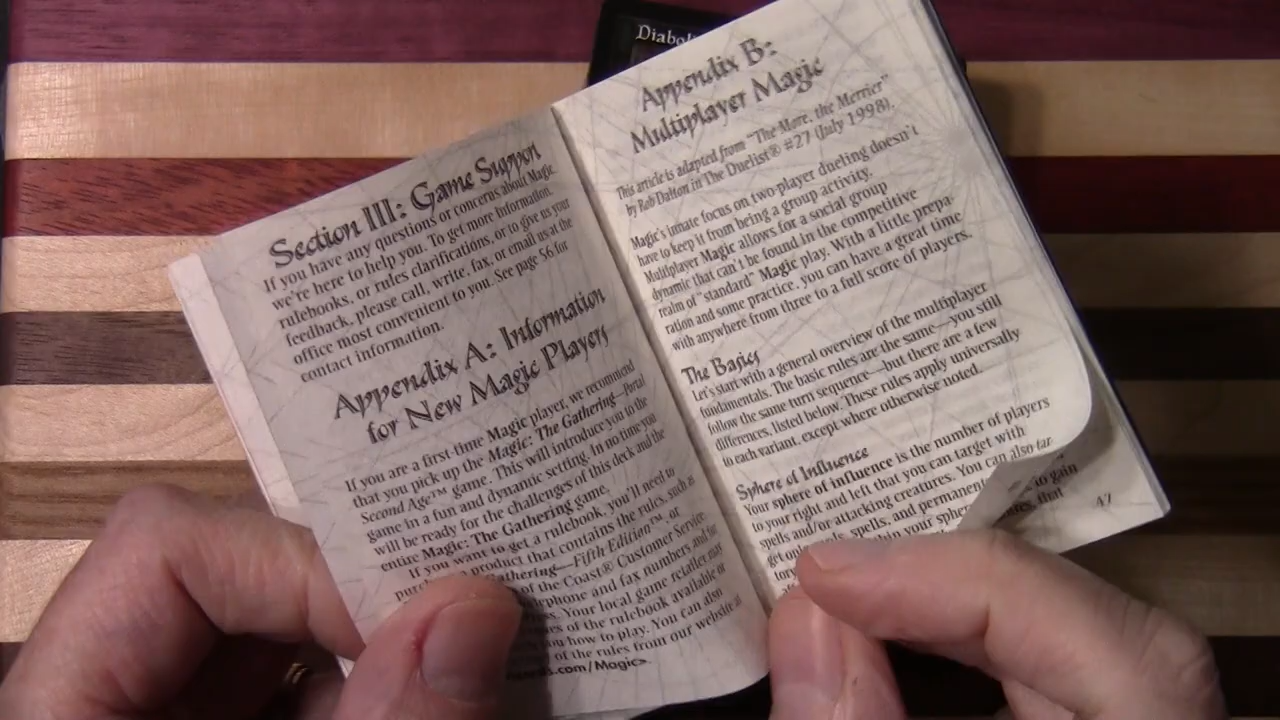 Diabol
Section III: Game Support
If you have any questions or concerns about Magic,
we're here to help you. To get more information,
rulebooks, or rules clarifications, or to give us your
feedback, please call, write, fax, or email us at the
office most convenient to you. See page 56 for
contact information.
Appendix A: Information
for New Magic Players
If you are a first-time Magic player, we recommend
that you pick up the Magic: The Gathering—Portal
Second Age™ game. This will introduce you to the
game in a fun and dynamic setting. In no time you
will be ready for the challenges of this deck and the
entire Magic: The Gathering game.
If you want to get a rulebook, you'll need to
a product that contains the rules, such as
Gathering—Fifth Edition™, or
of the Coast® Customer Service
telephone and fax numbers and
Your local game retailer may
of the rulebook available or
you how to play. You can also
of the rules from our website at
.com/Magic>.
Appendix B:
Multiplayer Magic
This article is adapted from "The More, the Merrier"
by Rob Dalton in The Duelist® #27 (July 1998).
Magic's innate focus on two-player dueling doesn't
have to keep it from being a group activity.
Multiplayer Magic allows for a social group
dynamic that can't be found in the competitive
realm of "standard" Magic play. With a little prepa-
ration and some practice, you can have a great time
with anywhere from three to a full score of players.
The Basics
Let's start with a general overview of the multiplayer
fundamentals. The basic rules are the same—you still
follow the same turn sequence—but there are a few
differences, listed below. These rules apply universally
to each variant, except where otherwise noted.
Sphere of Influence
Your sphere of influence is the number of players
to your right and left that you can target with
spells and/or attacking creatures. You can also tar-
get spells, and permanent
your spher
to gain
that
47